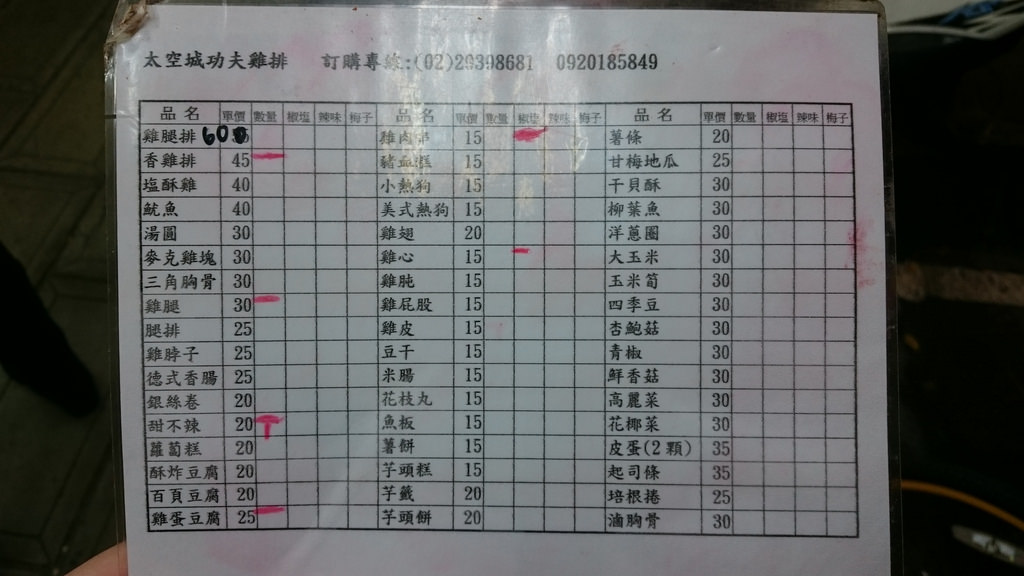 太空城功夫雞排 訂購專線:(02)29398681 0920185849
品名 單價 數量 椒塩 辣味 梅子 品名 單價 數量 椒塩 辣味 梅子 品名 單價 數量 椒塩 辣味 梅子
雞腿排 60 雞肉串 15 薯條 20
香雞排 45 豬血糕 15 甘梅地瓜 25
塩酥雞 40 小熱狗 15 干貝酥 30
魷魚 40 美式熱狗 15 柳葉魚 30
湯圓 30 雞翅 20 洋蔥圈 30
麥克雞塊 30 雞心 15 大玉米 30
三角胸骨 30 雞肫 15 玉米筍 30
雞腿 30 雞屁股 15 四季豆 30
腿排 25 雞皮 15 杏鮑菇 30
雞脖子 25 豆干 15 青椒 30
德式香腸 25 米腸 15 鮮香菇 30
銀絲卷 20 花枝丸 15 高麗菜 30
甜不辣 20 魚板 15 花椰菜 30
蘿蔔糕 20 薯餅 15 皮蛋(2顆) 35
酥炸豆腐 20 芋頭糕 15 起司條 35
百頁豆腐 20 芋籤 20 培根捲 25
雞蛋豆腐 25 芋頭餅 20 滷胸骨 30